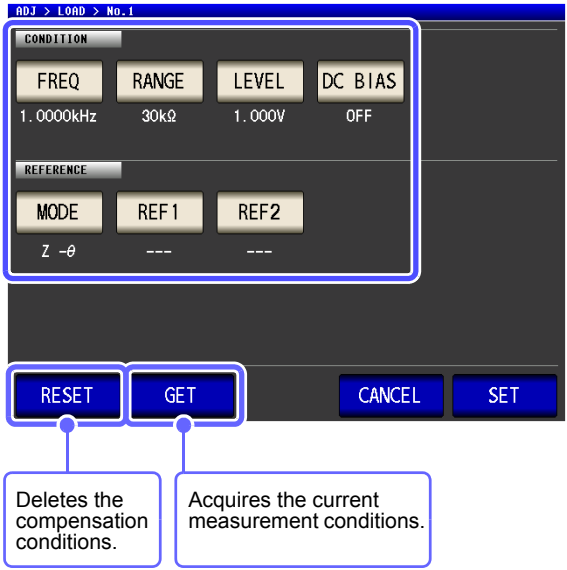 ADJ > LOAD > No.1
CONDITION
FREQ RANGE LEVEL DC BIAS
1.0000kHz 30kΩ 1.000V OFF
REFERENCE
MODE REF1 REF2
Z -θ --- ---
RESET GET CANCEL SET
Deletes the
compensation
conditions.
Acquires the current
measurement conditions.